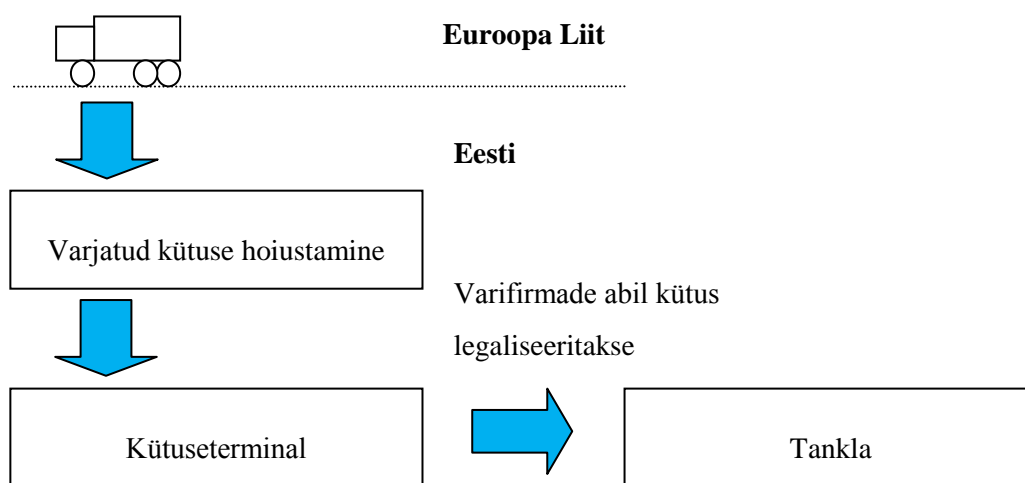 Euroopa Liit
Eesti
Varjatud kütuse hoiustamine
Varifirmade abil kütus
legaliseeritakse
Kütuseterminal
Tankla